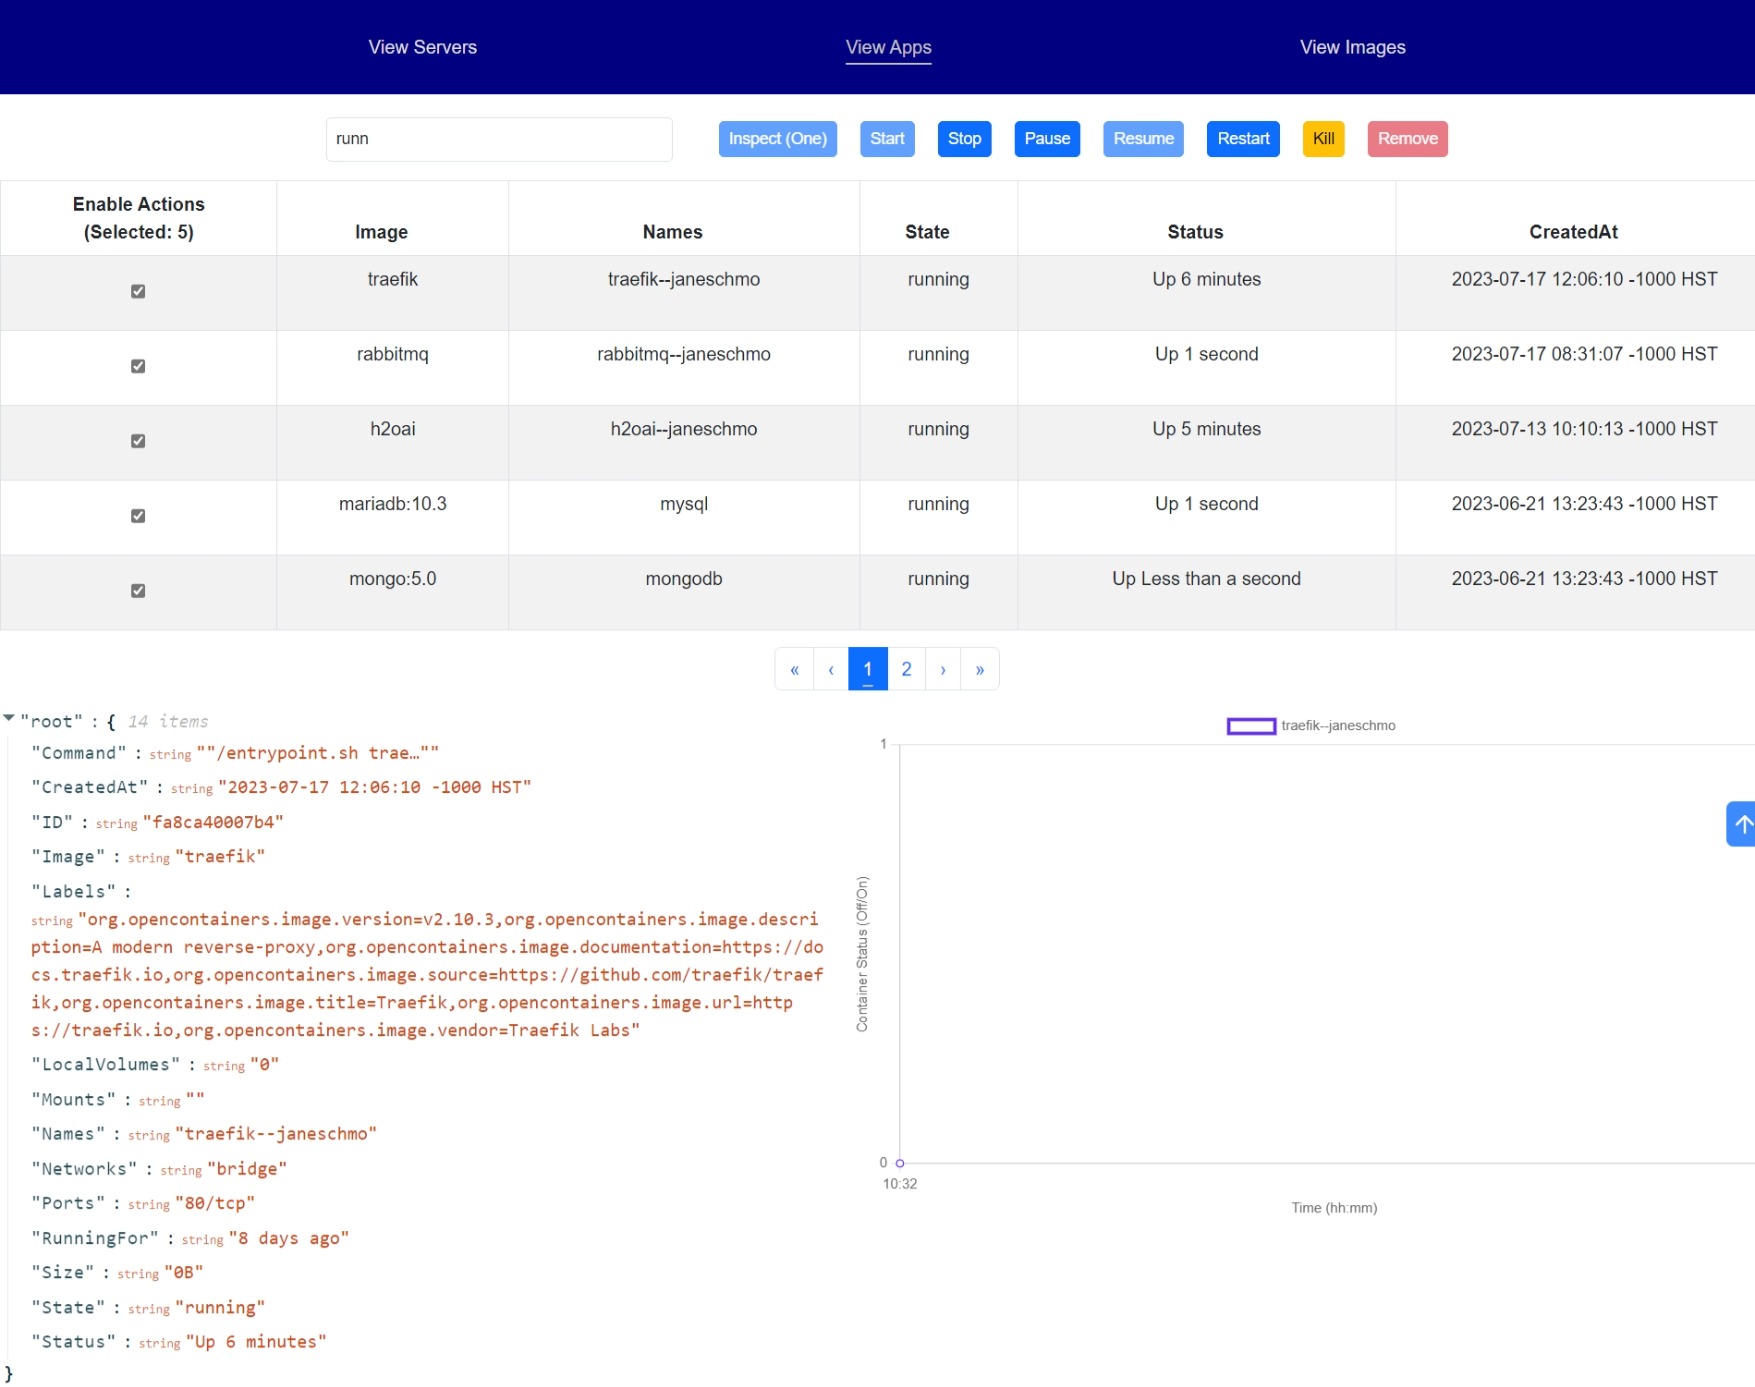 View Servers View Apps View Images
runn Inspect (One) Start Stop Pause Resume Restart Kill Remove
Enable Actions
(Selected: 5) Image Names State Status CreatedAt
traefik traefik--janeschmo running Up 6 minutes 2023-07-17 12:06:10 -1000 HST
rabbitmq rabbitmq--janeschmo running Up 1 second 2023-07-17 08:31:07 -1000 HST
h2oai h2oai--janeschmo running Up 5 minutes 2023-07-13 10:10:13 -1000 HST
mariadb:10.3 mysql running Up 1 second 2023-06-21 13:23:43 -1000 HST
mongo:5.0 mongodb running Up Less than a second 2023-06-21 13:23:43 -1000 HST
« ‹ 1 2 › »
"root" : { 14 items
"Command" : string ""/entrypoint.sh trae…""
"CreatedAt" : string "2023-07-17 12:06:10 -1000 HST"
"ID" : string "fa8ca40007b4"
"Image" : string "traefik"
"Labels" :
string "org.opencontainers.image.version=v2.10.3,org.opencontainers.image.descri
ption=A modern reverse-proxy,org.opencontainers.image.documentation=https://do
cs.traefik.io,org.opencontainers.image.source=https://github.com/traefik/traef
ik,org.opencontainers.image.title=Traefik,org.opencontainers.image.url=http
s://traefik.io,org.opencontainers.image.vendor=Traefik Labs"
"LocalVolumes" : string "0"
"Mounts" : string ""
"Names" : string "traefik--janeschmo"
"Networks" : string "bridge"
"Ports" : string "80/tcp"
"RunningFor" : string "8 days ago"
"Size" : string "0B"
"State" : string "running"
"Status" : string "Up 6 minutes"
}
traefik--janeschmo
1
Container Status (Off/On)
0
10:32
Time (hh:mm)